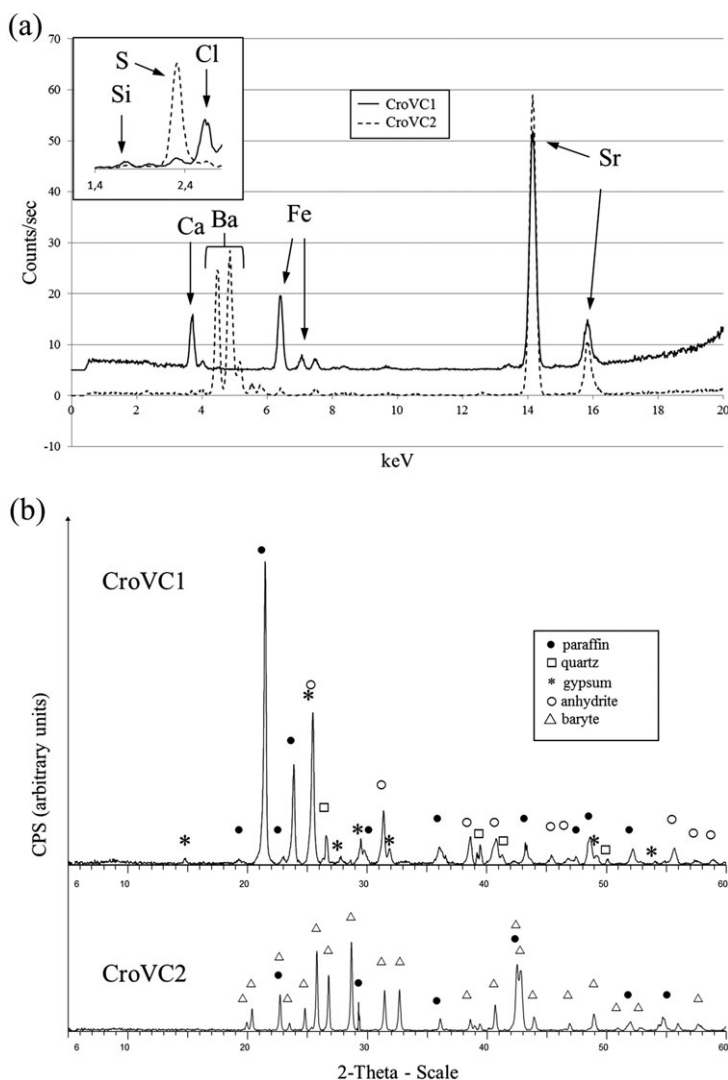 (a)
70
60
50
40
30
20
10
0
-10
Counts/sec
S
Cl
Si
1,4
2,4
CroVC1
CroVC2
Sr
Ca
Ba
Fe
0
2
4
6
8
10
12
14
16
18
20
keV
(b)
CroVC1
paraffin
quartz
gypsum
anhydrite
baryte
CPS (arbitrary units)
6
10
20
30
40
50
60
CroVC2
6
10
20
30
40
50
60
2-Theta - Scale